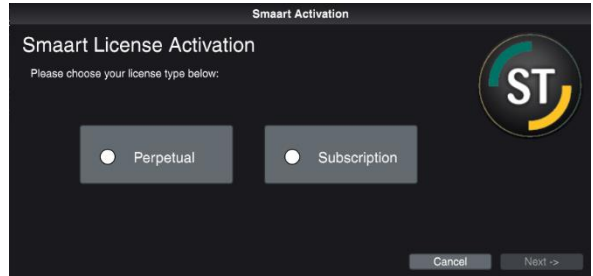 Smaart Activation
Smaart License Activation
Please choose your license type below:
ST
Perpetual
Subscription
Cancel
Next ->